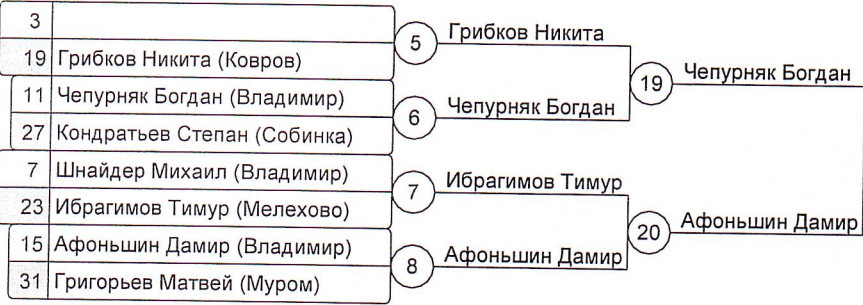 3
19 Грибков Никита (Ковров)
5
Грибков Никита
11 Чепурняк Богдан (Владимир)
27 Кондратьев Степан (Собинка)
6
Чепурняк Богдан
19
Чепурняк Богдан
7 Шнайдер Михаил (Владимир)
23 Ибрагимов Тимур (Мелехово)
7
Ибрагимов Тимур
15 Афоньшин Дамир (Владимир)
31 Григорьев Матвей (Муром)
8
Афоньшин Дамир
20
Афоньшин Дамир